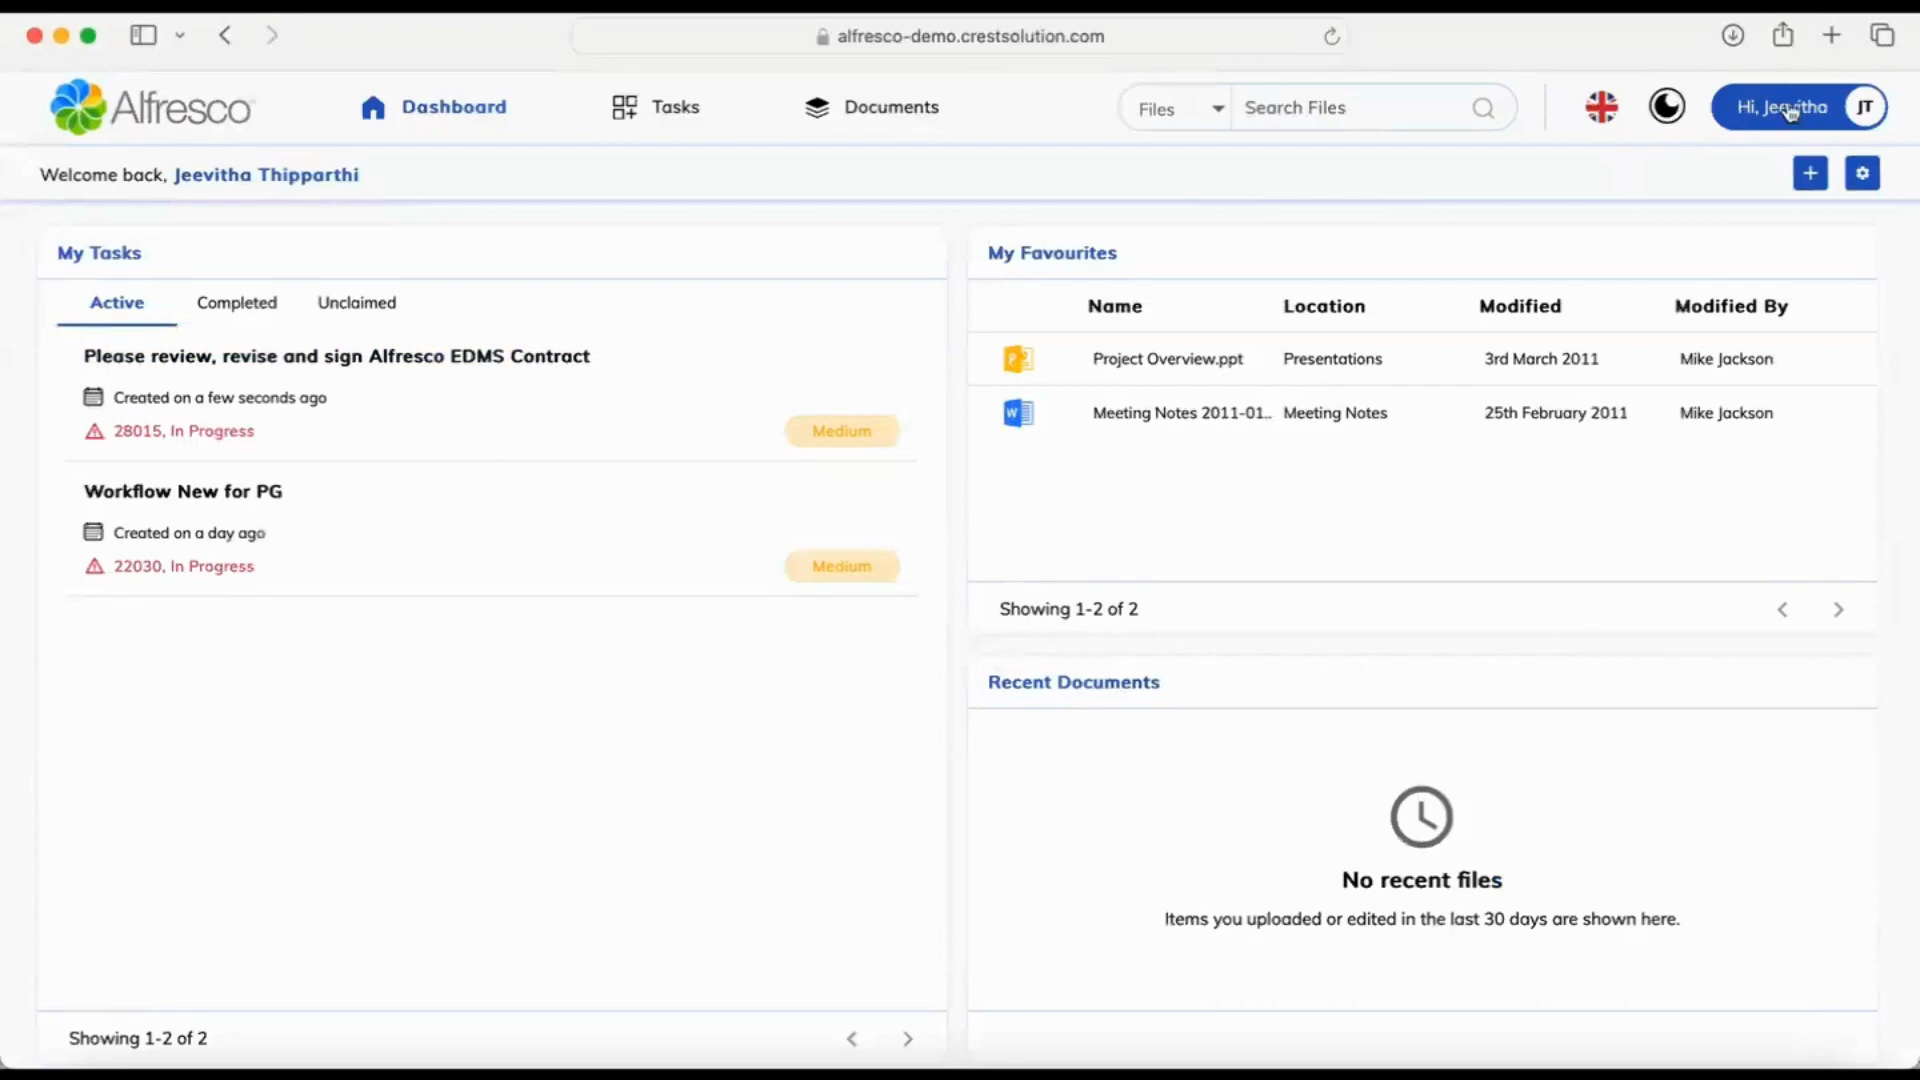 alfresco-demo.crestsolution.com
Alfresco
Dashboard
Tasks
Documents
Files
Search Files
Hi, Jeevitha
JT
Welcome back, Jeevitha Thipparthi
My Tasks
Active
Completed
Unclaimed
Please review, revise and sign Alfresco EDMS Contract
Created on a few seconds ago
28015, In Progress
Medium
Workflow New for PG
Created on a day ago
22030, In Progress
Medium
Showing 1-2 of 2
My Favourites
Name Location Modified Modified By
Project Overview.ppt Presentations 3rd March 2011 Mike Jackson
W Meeting Notes 2011-01... Meeting Notes 25th February 2011 Mike Jackson
Showing 1-2 of 2
Recent Documents
No recent files
Items you uploaded or edited in the last 30 days are shown here.